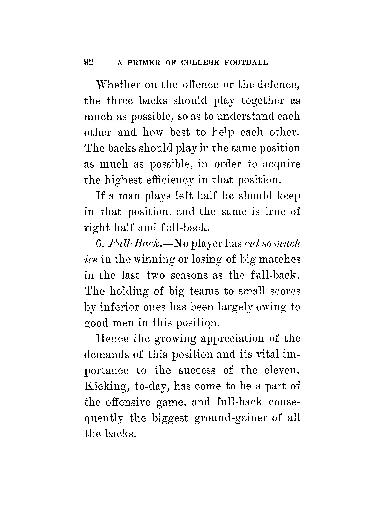 92 A PRIMER OF COLLEGE FOOTBALL
Whether on the offence or the defence,
the three backs should play together as
much as possible, so as to understand each
other and how best to help each other.
The backs should play in the same position
as much as possible, in order to acquire
the highest efficiency in that position.
If a man plays left half he should keep
in that position, and the same is true of
right half and full-back.
6. Full-Back.—No player has cut so much
ice in the winning or losing of big matches
in the last two seasons as the full-back.
The holding of big teams to small scores
by inferior ones has been largely owing to
good men in this position.
Hence the growing appreciation of the
demands of this position and its vital im-
portance to the success of the eleven.
Kicking, to-day, has come to be a part of
the offensive game, and full-back conse-
quently the biggest ground-gainer of all
the backs.